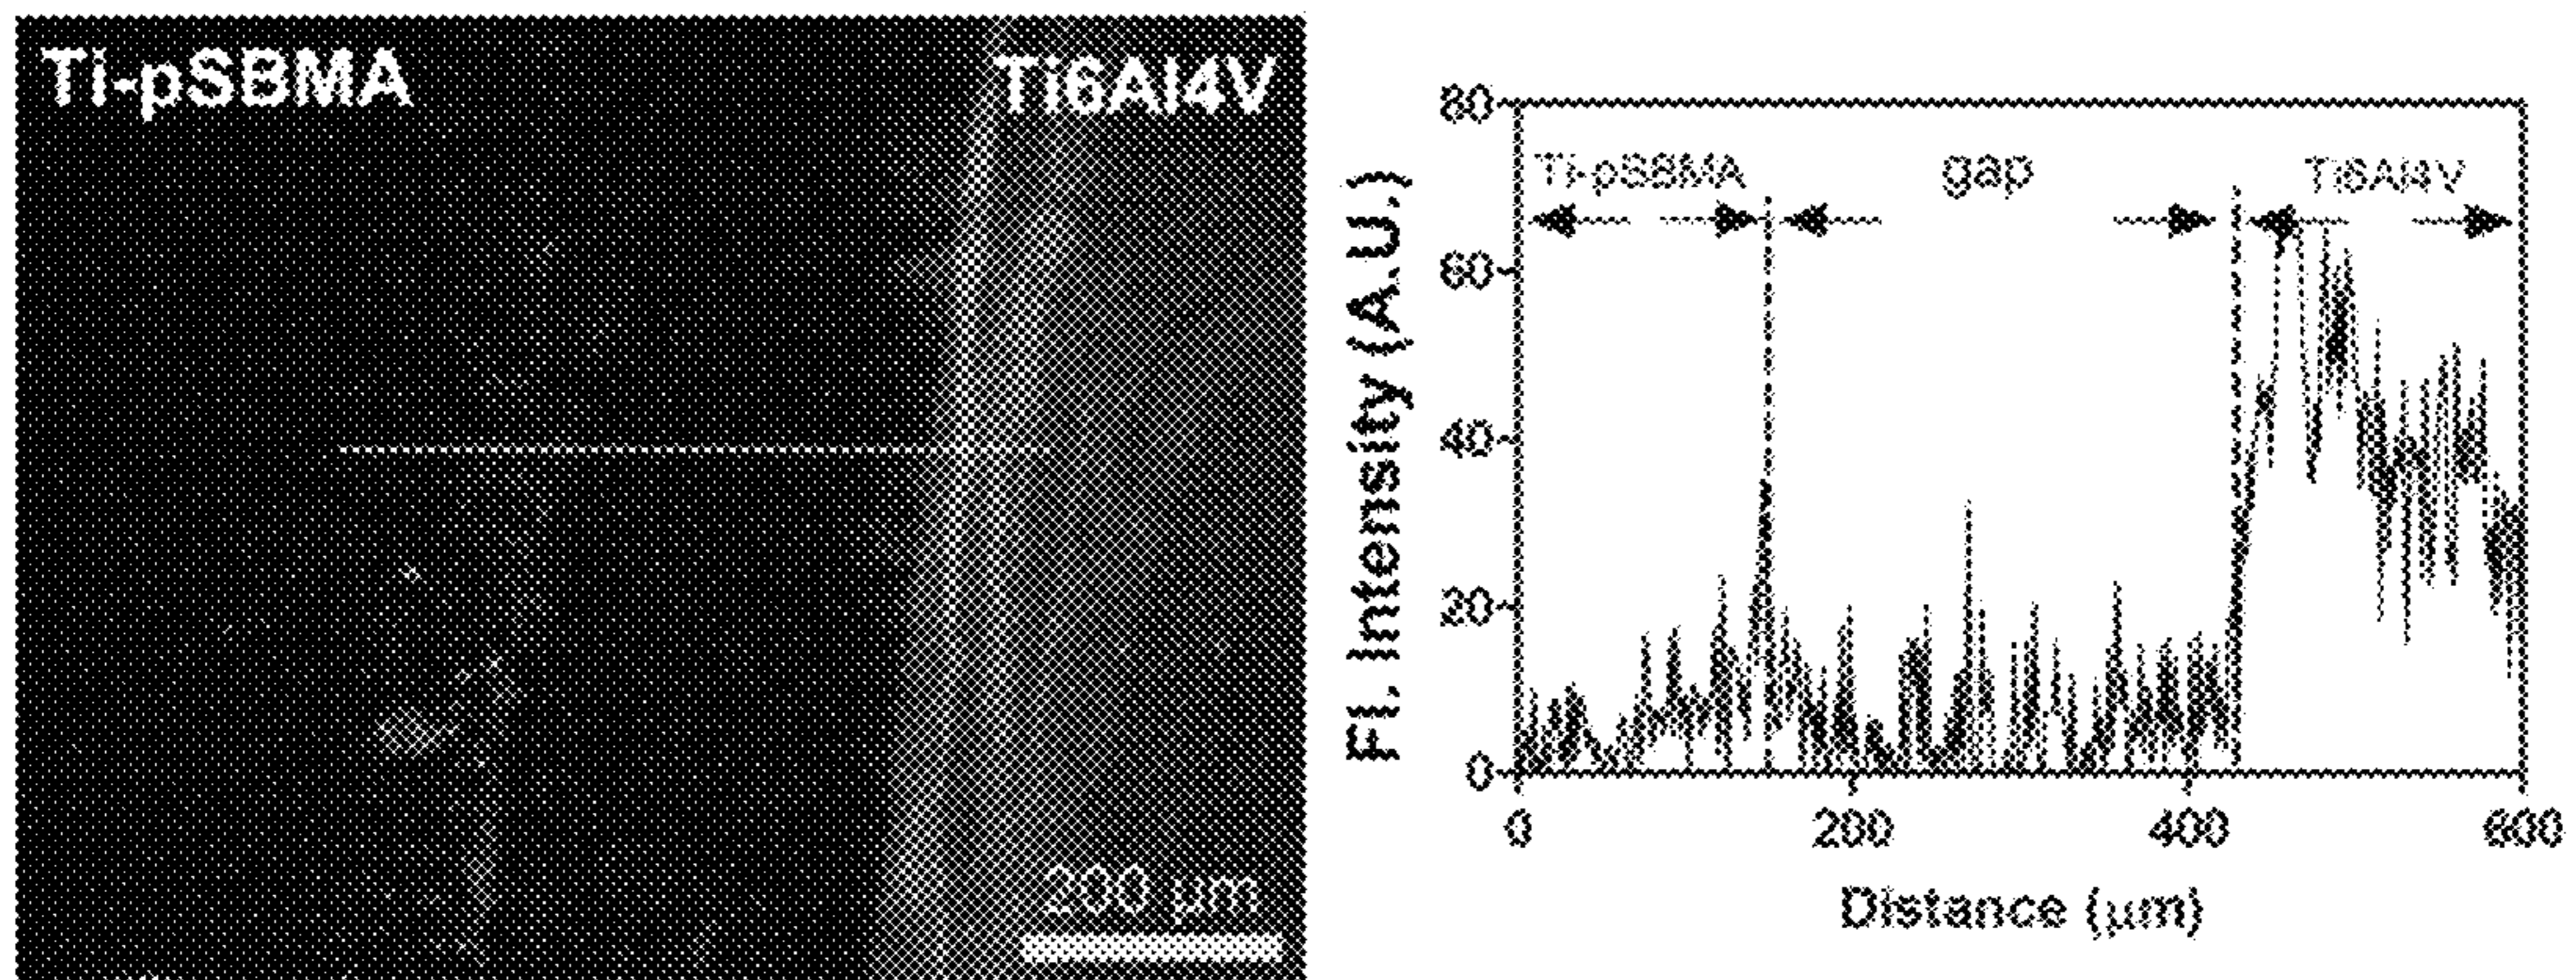 Ti-pSBMA
Ti6Al4V
200 µm
Fl. Intensity (A.U.)
80
60
40
20
0
Ti-pSBMA
gap
Ti6Al4V
0
200
400
600
Distance (µm)